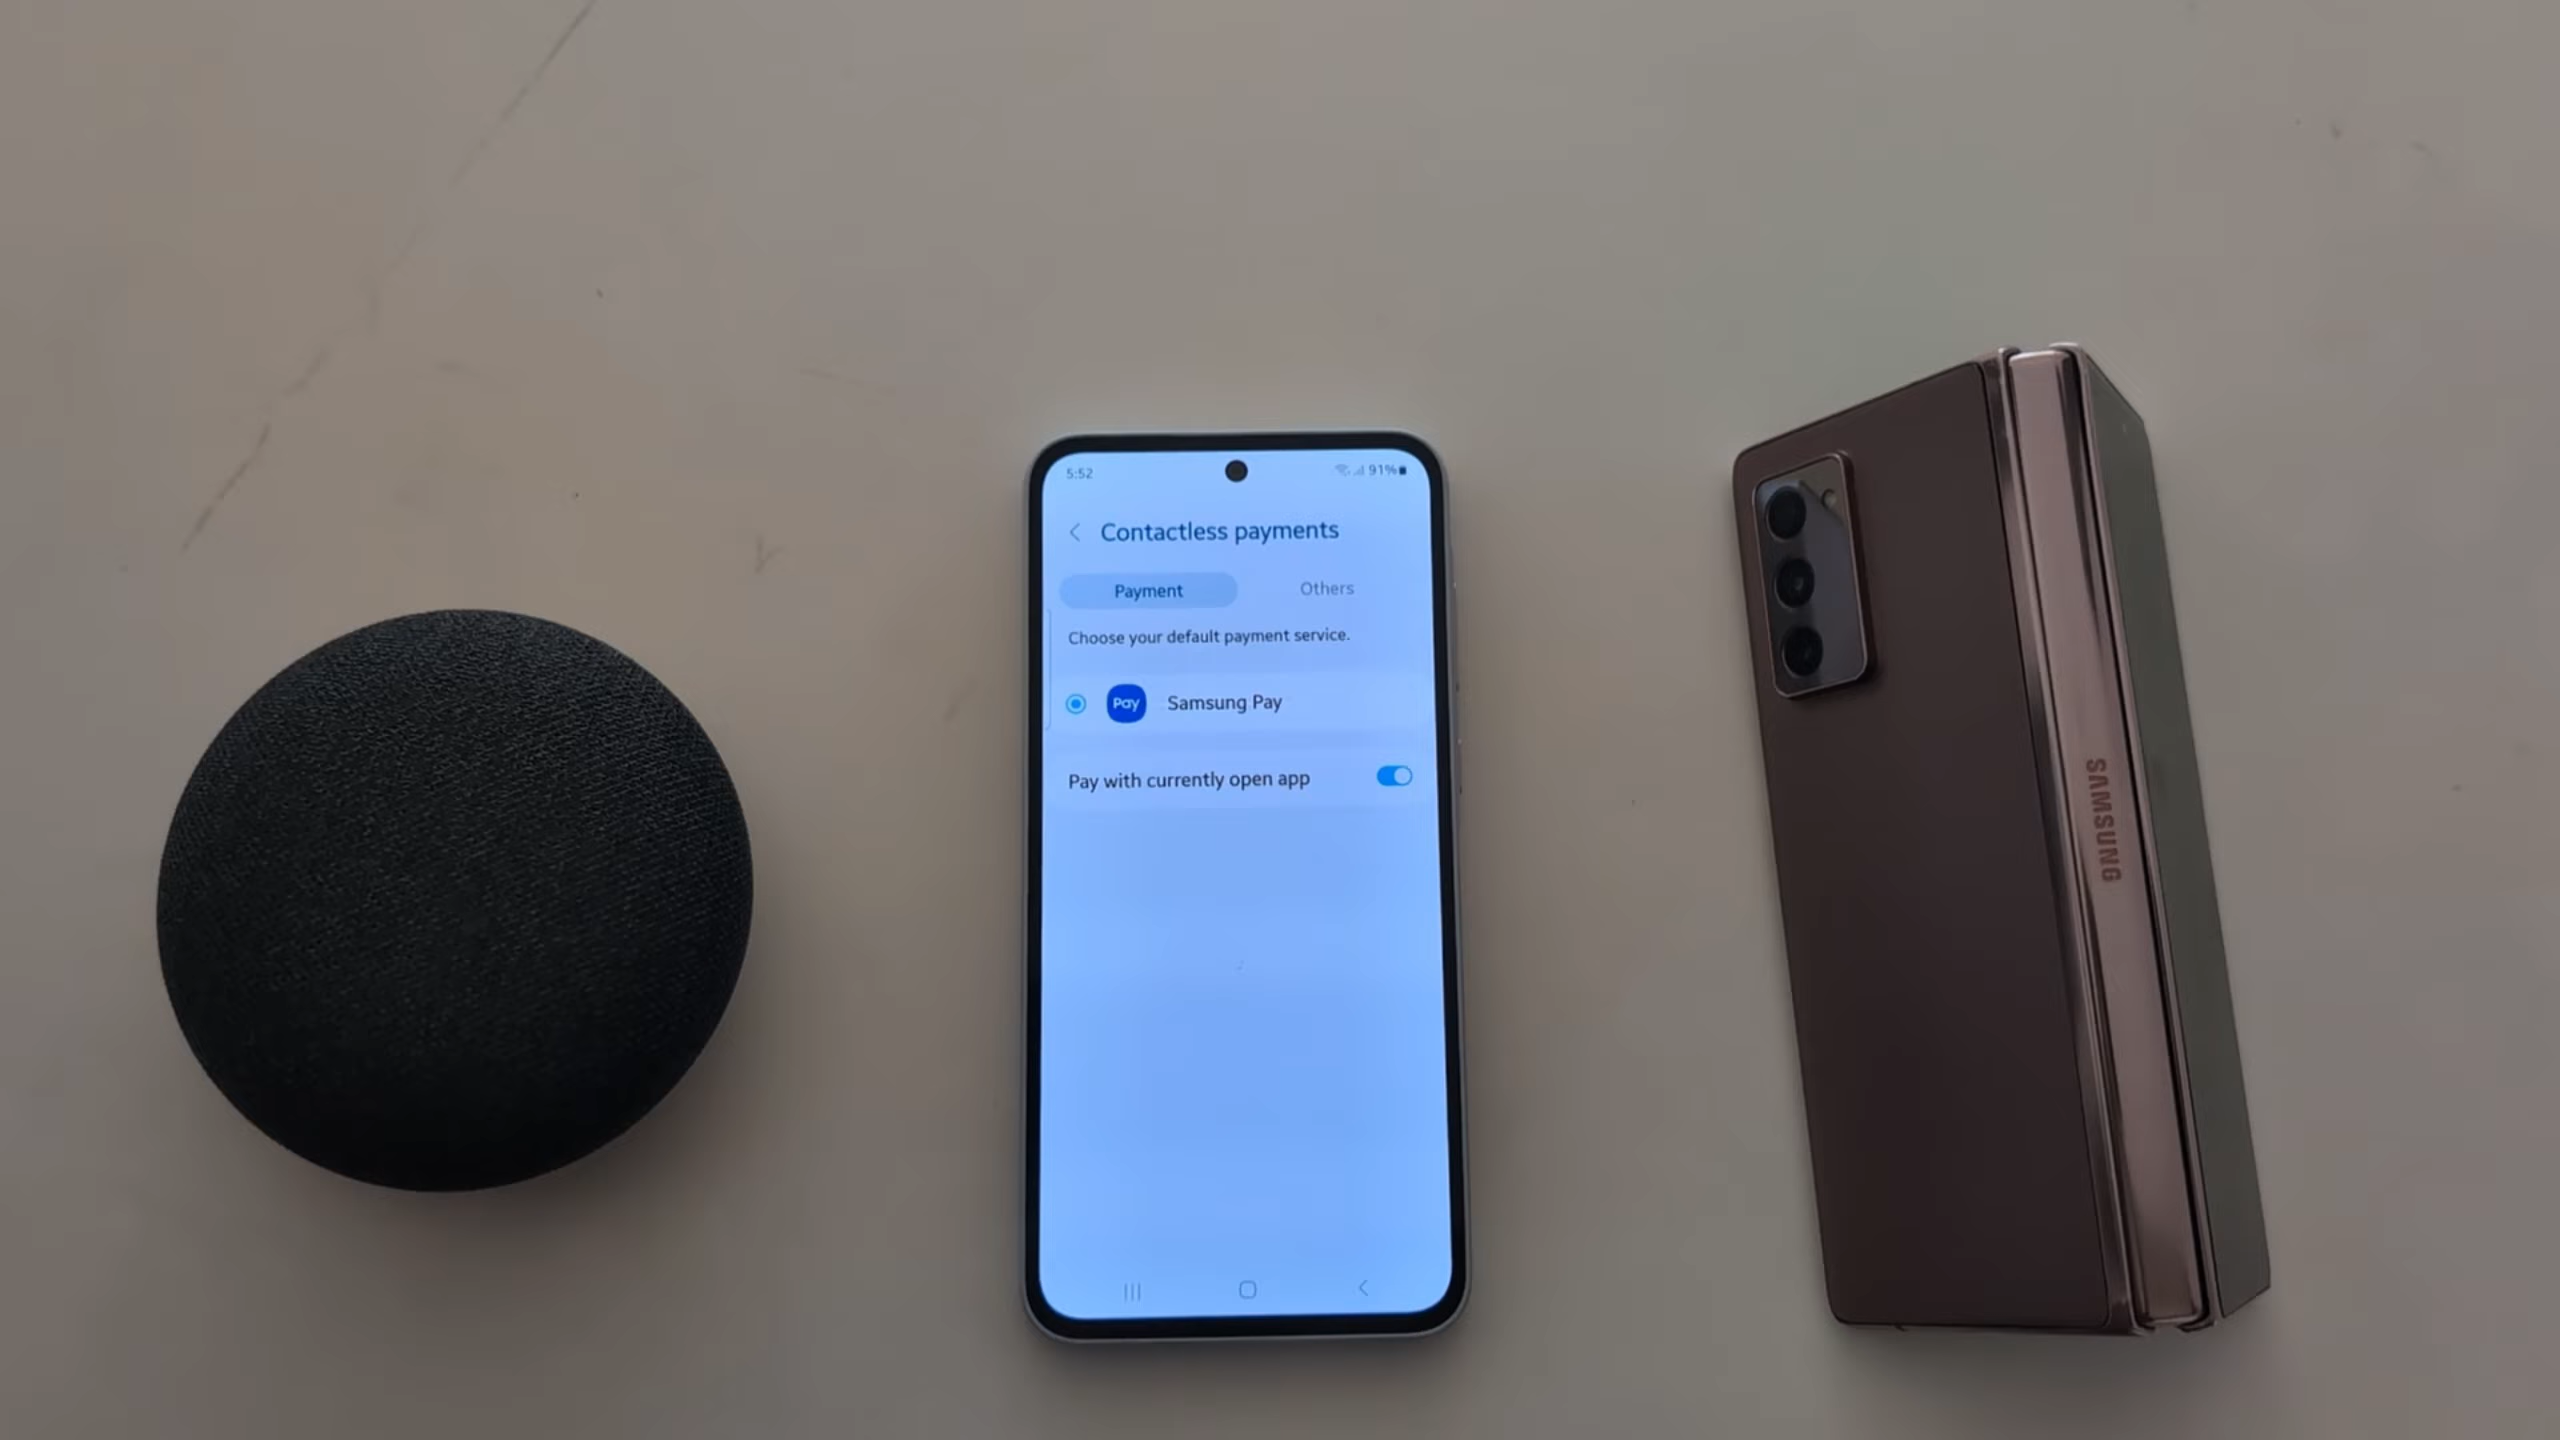 5:52
91%
Contactless payments
Payment
Others
Choose your default payment service.
Pay
Samsung Pay
Pay with currently open app
SAMSUNG